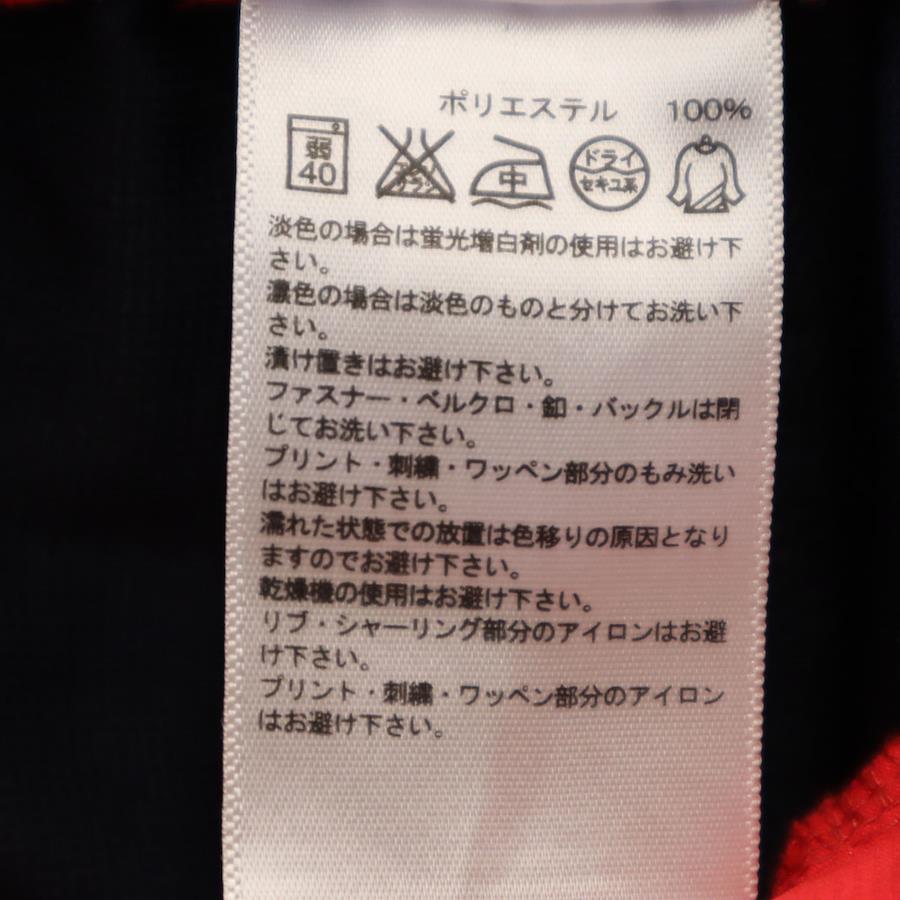 ポリエステル 100%
弱 40 エンソサラシ 中 ドライ セキユ系
淡色の場合は蛍光増白剤の使用はお避け下
さい。
濃色の場合は淡色のものと分けてお洗い下
さい。
漬け置きはお避け下さい。
ファスナー・ベルクロ・釦・バックルは閉
じてお洗い下さい。
プリント・刺繍・ワッペン部分のもみ洗い
はお避け下さい。
濡れた状態での放置は色移りの原因となり
ますのでお避け下さい。
乾燥機の使用はお避け下さい。
リブ・シャーリング部分のアイロンはお避
け下さい。
プリント・刺繍・ワッペン部分のアイロン
はお避け下さい。